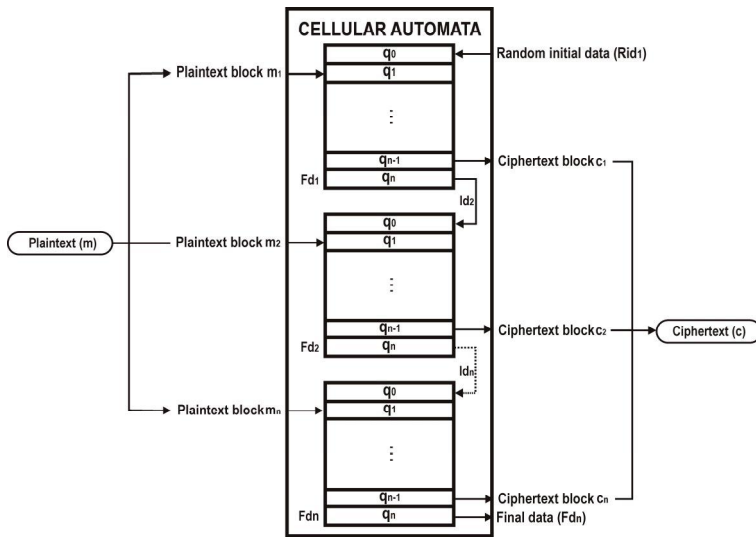 CELLULAR AUTOMATA
q0
Random initial data (Rid1)
Plaintext block m1
q1
⋮
qn-1
Ciphertext block c1
Fd1
qn
Id2
q0
Plaintext (m)
Plaintext block m2
q1
⋮
qn-1
Ciphertext block c2
Ciphertext (c)
Fd2
qn
Idn
q0
Plaintext block mn
q1
⋮
qn-1
Ciphertext block cn
Fdn
qn
Final data (Fdn)